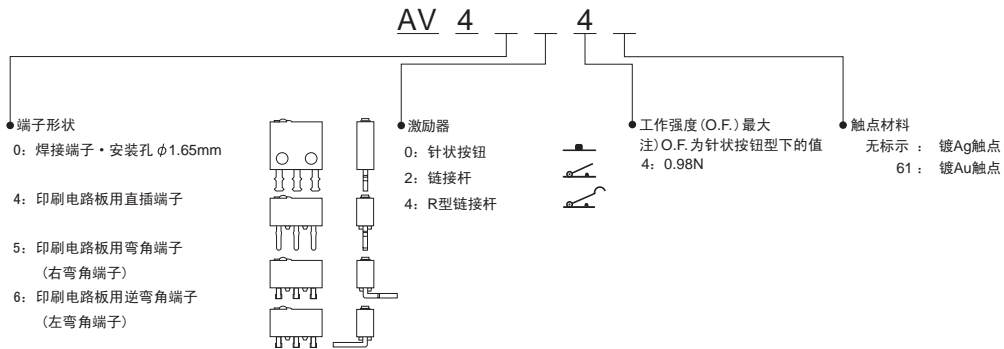 AV 4 _ _ 4 _
端子形状
0：焊接端子・安装孔 φ1.65mm
4：印刷电路板用直插端子
5：印刷电路板用弯角端子
（右弯角端子）
6：印刷电路板用逆弯角端子
（左弯角端子）
激励器
0：针状按钮
2：链接杆
4：R型链接杆
工作强度（O.F.）最大
注）O.F.为针状按钮型下的值
4：0.98N
触点材料
无标示 ：镀Ag触点
61：镀Au触点